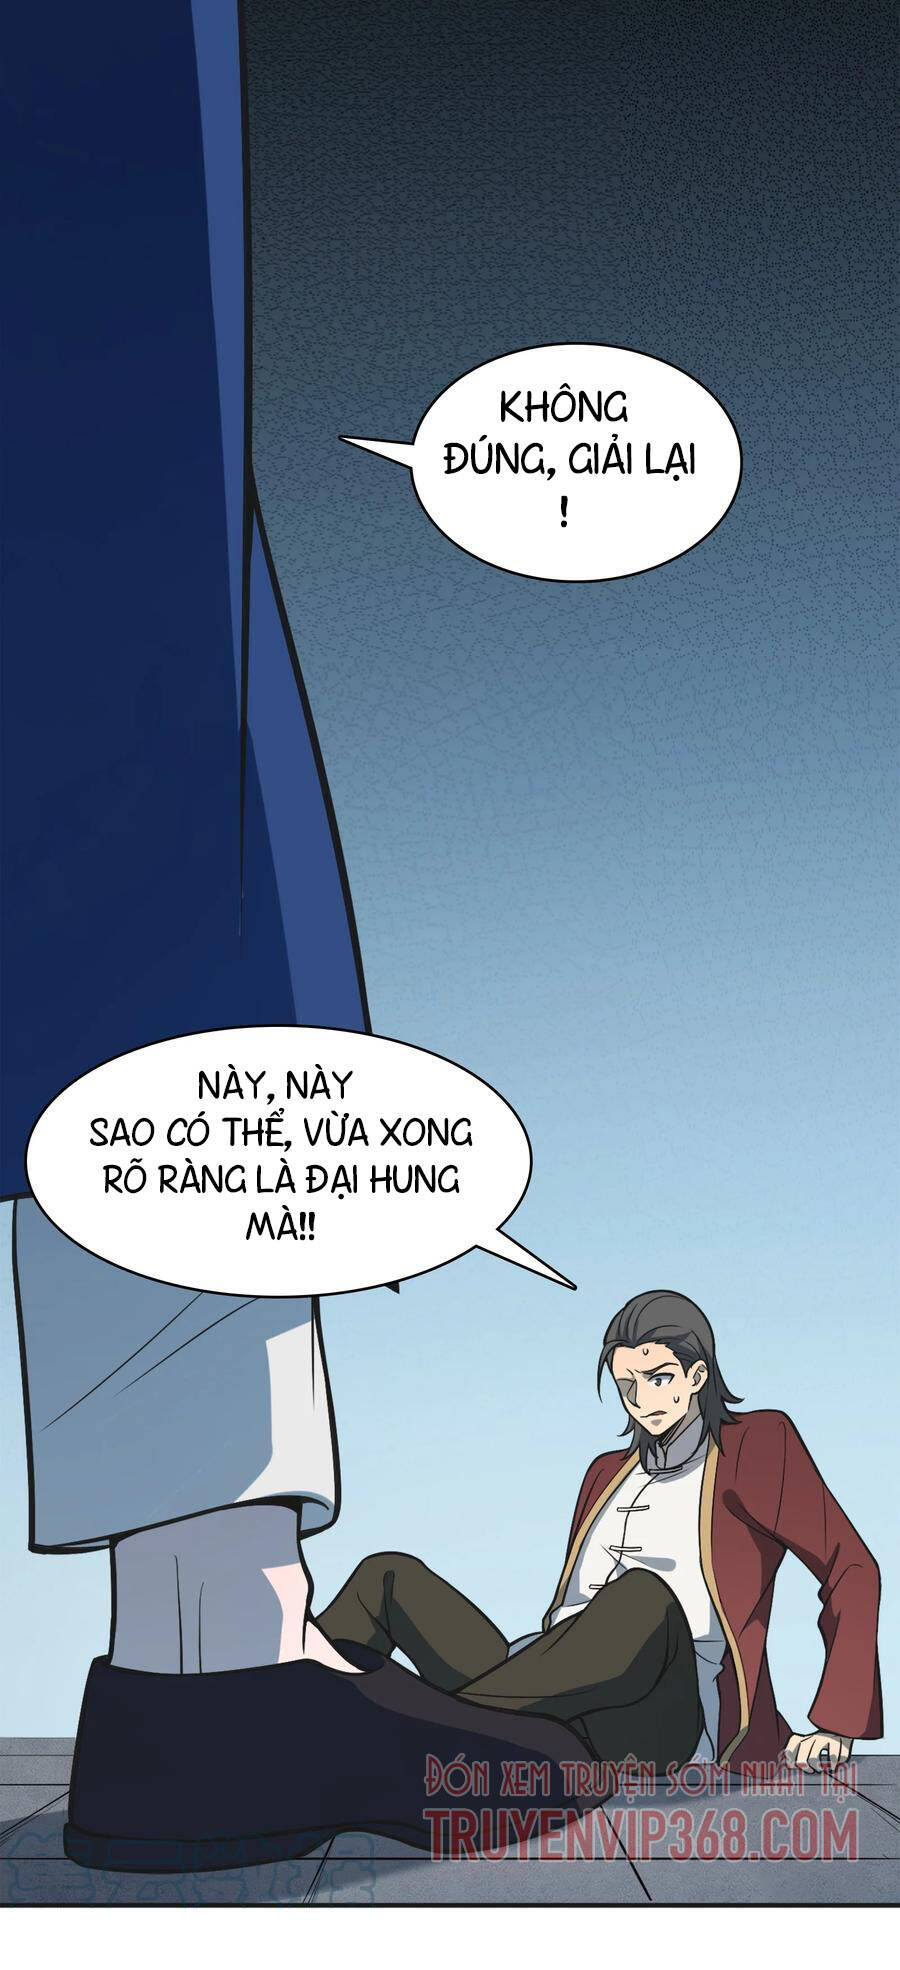 KHÔNG
ĐÚNG, GIẢI LẠI
!
NÀY, NÀY
SAO CÓ THỂ, VỪA XONG
RÕ RÀNG LÀ ĐẠI HUNG
MÀ!!
ĐÓN XEM TRUYỆN SỚM NHẤT TẠI
TRUYENVIP368.COM